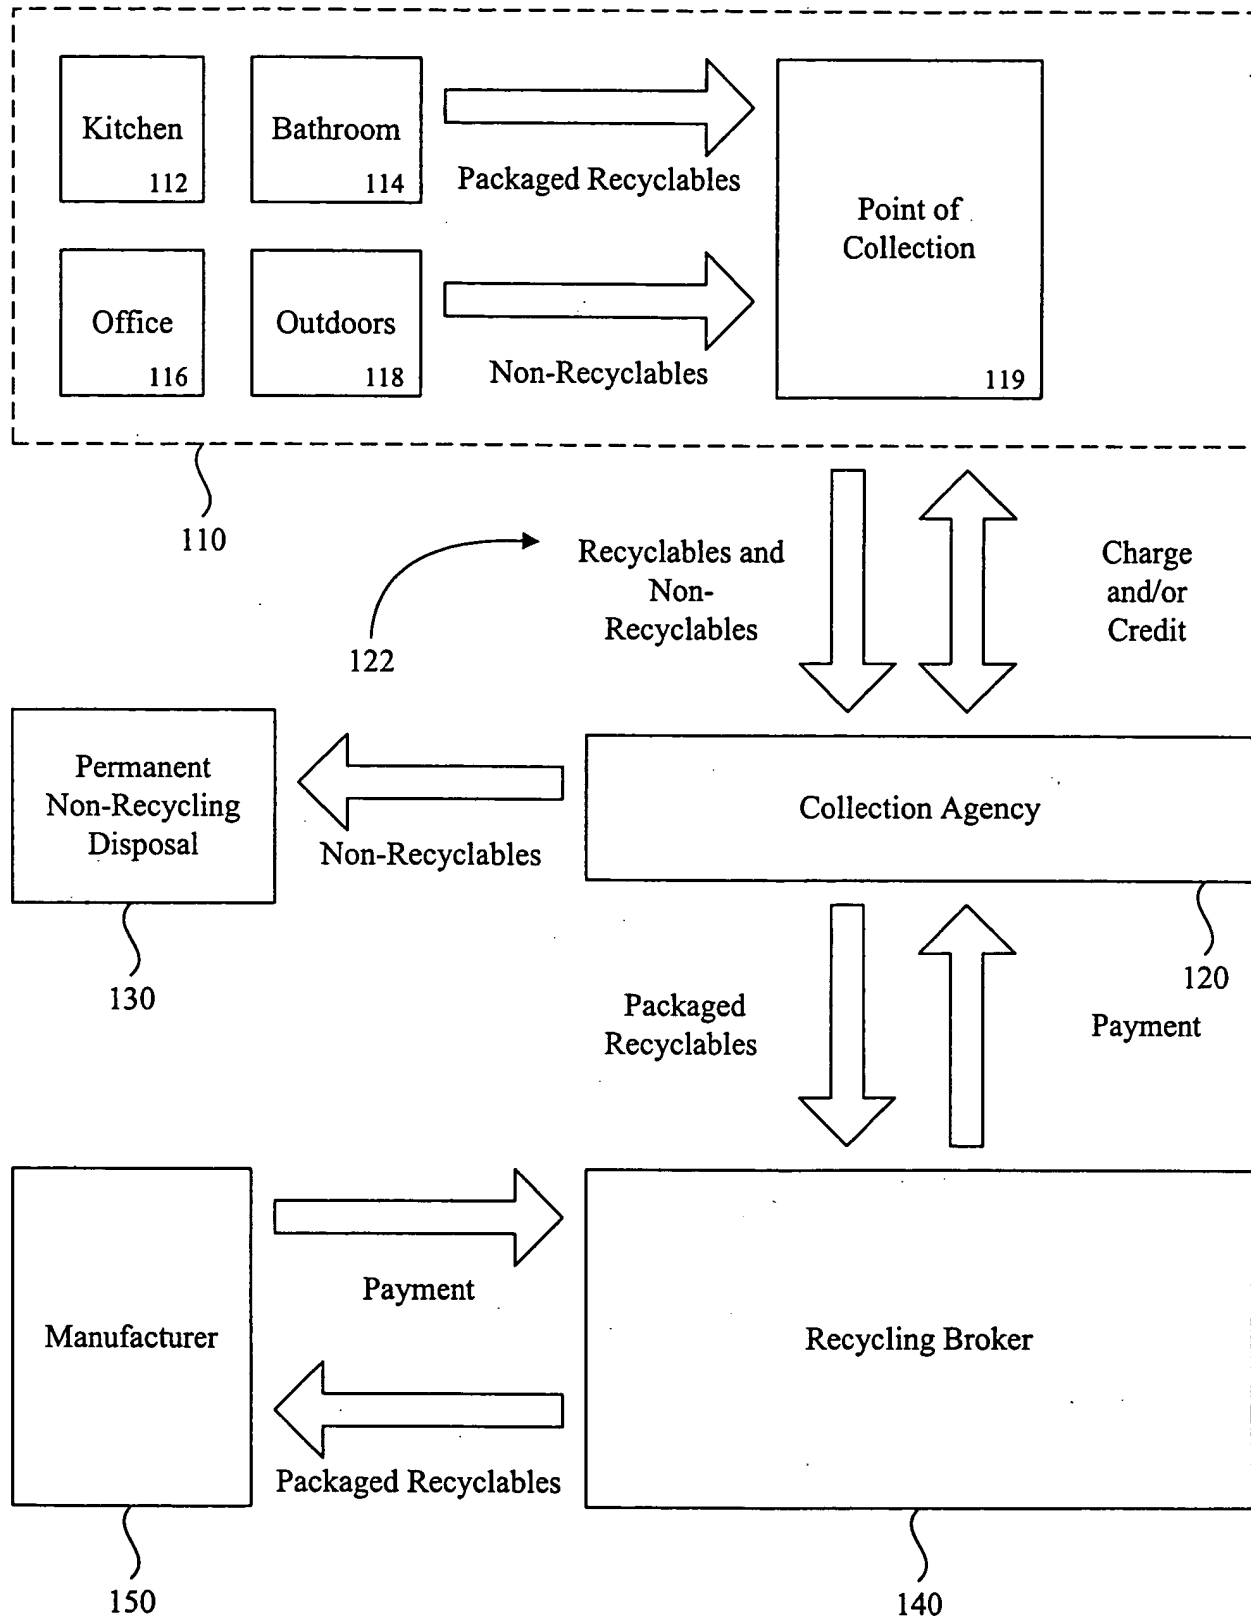 Kitchen
112
Bathroom
114
Packaged Recyclables
Point of
Collection
119
Office
116
Outdoors
118
Non-Recyclables
110
122
Recyclables and
Non-
Recyclables
Charge
and/or
Credit
Permanent
Non-Recycling
Disposal
130
Non-Recyclables
Collection Agency
120
Packaged
Recyclables
Payment
Manufacturer
150
Payment
Packaged Recyclables
Recycling Broker
140